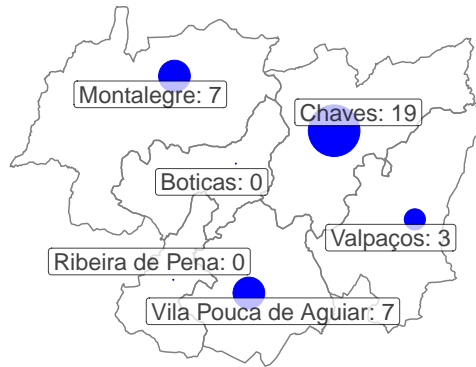 Montalegre: 7
Chaves: 19
Boticas: 0
Valpaços: 3
Ribeira de Pena: 0
Vila Pouca de Aguiar: 7